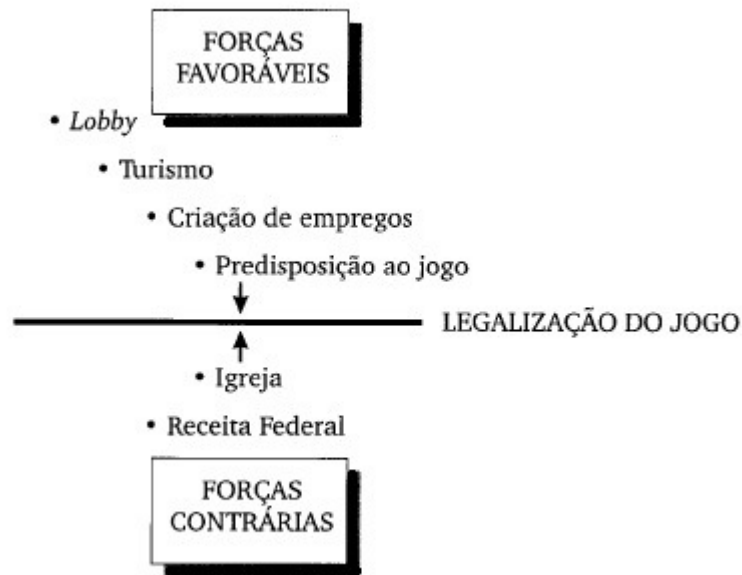 FORÇAS
FAVORÁVEIS
• Lobby
• Turismo
• Criação de empregos
• Predisposição ao jogo
LEGALIZAÇÃO DO JOGO
• Igreja
• Receita Federal
FORÇAS
CONTRÁRIAS